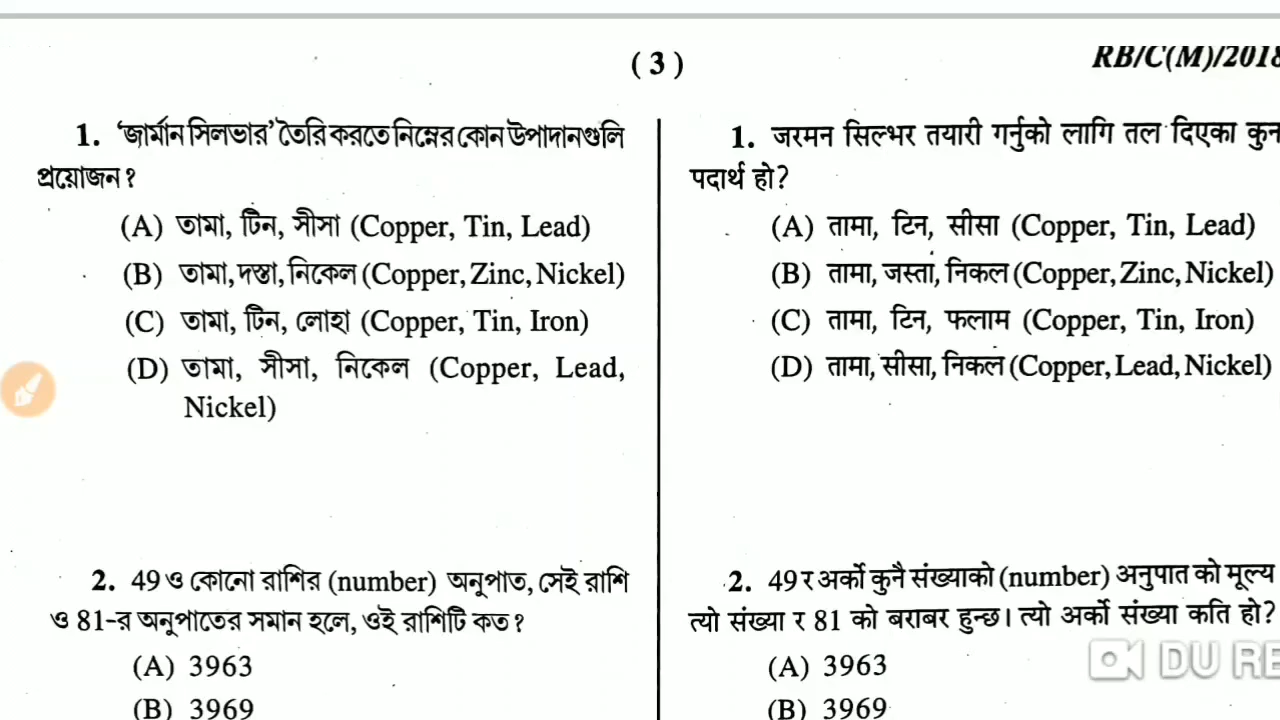 ( 3 )
RB/C(M)/2018
1. 'জার্মান সিলভার' তৈরি করতে নিম্নের কোন উপাদানগুলি
প্রয়োজন ?
(A) তামা, টিন, সীসা (Copper, Tin, Lead)
(B) তামা, দস্তা, নিকেল (Copper, Zinc, Nickel)
(C) তামা, টিন, লোহা (Copper, Tin, Iron)
(D) তামা, সীসা, নিকেল (Copper, Lead,
Nickel)
2. 49 ও কোনো রাশির (number) অনুপাত, সেই রাশি
ও 81-র অনুপাতের সমান হলে, ওই রাশিটি কত ?
(A) 3963
(B) 3969
1. जरमन सिल्भर तयारी गर्नुको लागि तल दिएका कुन
पदार्थ हो?
(A) तामा, टिन, सीसा (Copper, Tin, Lead)
(B) तामा, जस्ता, निकल (Copper, Zinc, Nickel)
(C) तामा, टिन, फलाम (Copper, Tin, Iron)
(D) तामा, सीसा, निकल (Copper, Lead, Nickel)
2. 49 र अर्को कुनै संख्याको (number) अनुपात को मूल्य
त्यो संख्या र 81 को बराबर हुन्छ। त्यो अर्को संख्या कति हो?
(A) 3963
(B) 3969
DU RE